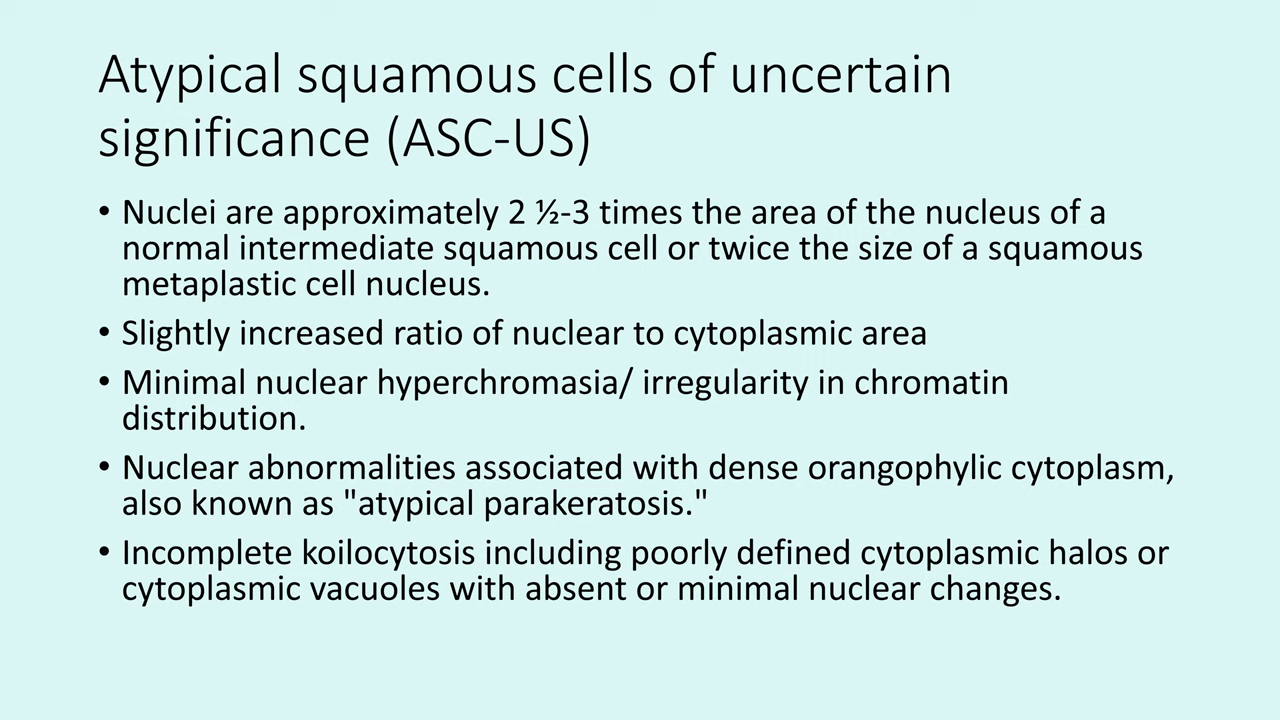 Atypical squamous cells of uncertain
significance (ASC-US)
• Nuclei are approximately 2 ½-3 times the area of the nucleus of a
normal intermediate squamous cell or twice the size of a squamous
metaplastic cell nucleus.
• Slightly increased ratio of nuclear to cytoplasmic area
• Minimal nuclear hyperchromasia/ irregularity in chromatin
distribution.
• Nuclear abnormalities associated with dense orangophylic cytoplasm,
also known as "atypical parakeratosis."
• Incomplete koilocytosis including poorly defined cytoplasmic halos or
cytoplasmic vacuoles with absent or minimal nuclear changes.